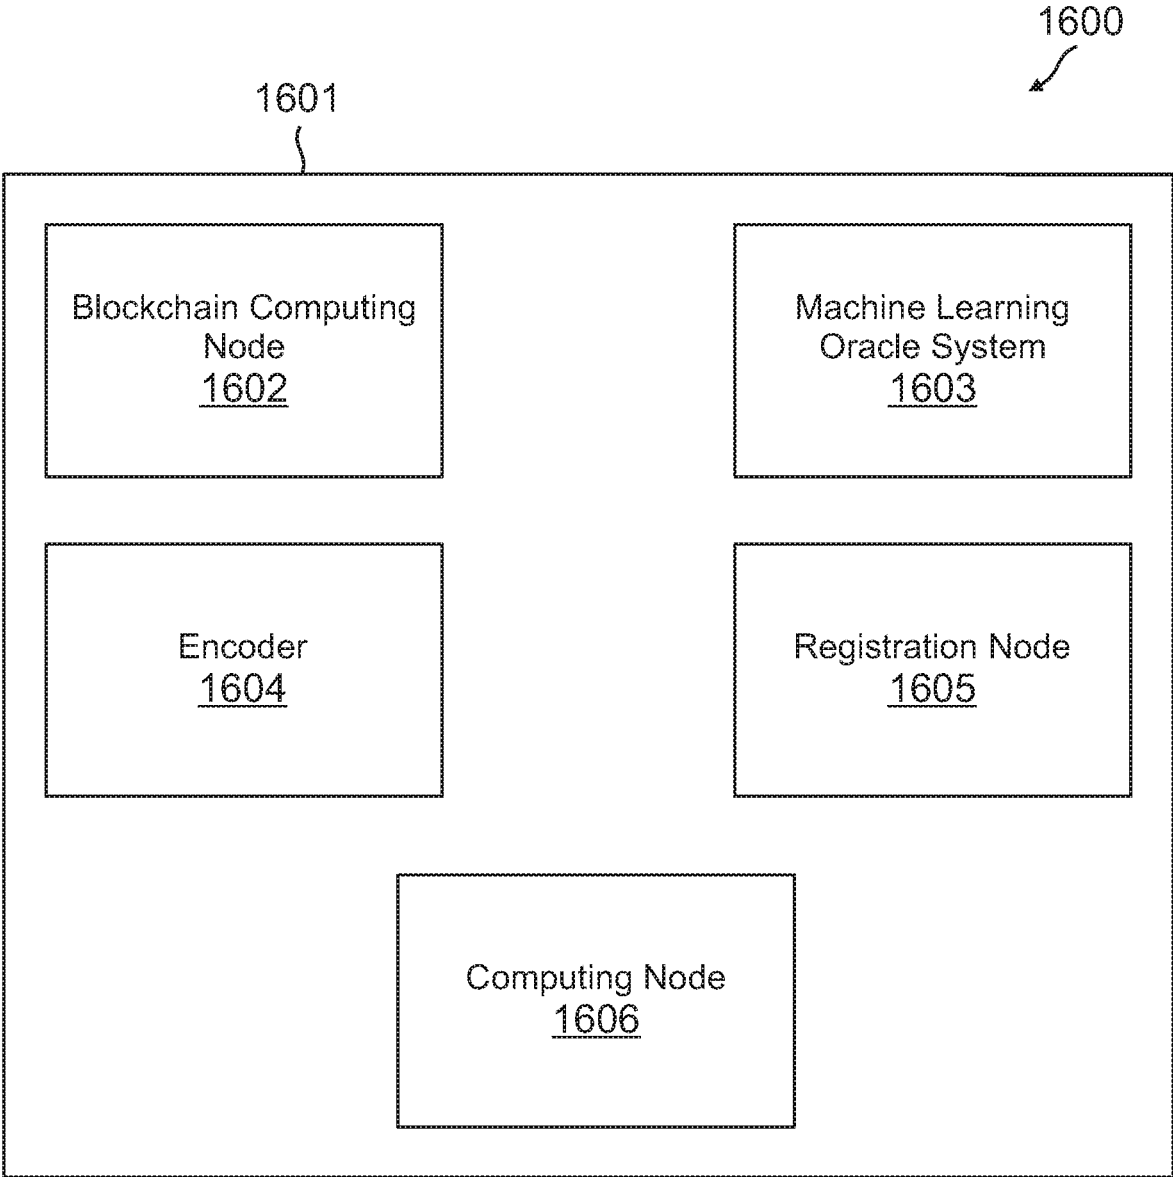 1600
1601
Blockchain Computing
Node
1602
Machine Learning
Oracle System
1603
Encoder
1604
Registration Node
1605
Computing Node
1606